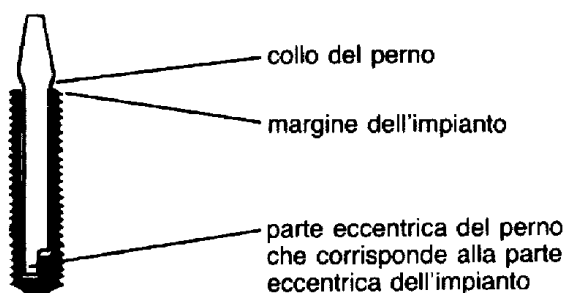 collo del perno
margine dell'impianto
parte eccentrica del perno
che corrisponde alla parte
eccentrica dell'impianto